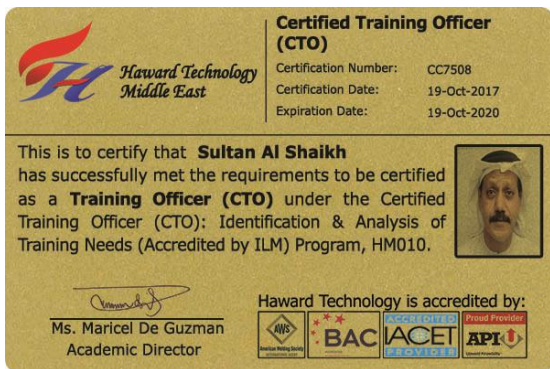 Haward Technology
Middle East
Certified Training Officer
(CTO)
Certification Number: CC7508
Certification Date: 19-Oct-2017
Expiration Date: 19-Oct-2020
This is to certify that Sultan Al Shaikh
has successfully met the requirements to be certified
as a Training Officer (CTO) under the Certified
Training Officer (CTO): Identification & Analysis of
Training Needs (Accredited by ILM) Program, HM010.
Ms. Maricel De Guzman
Academic Director
Haward Technology is accredited by:
AWS
American Welding Society
BAC
ACCREDITED
IACET
PROVIDER
Proud Provider
API